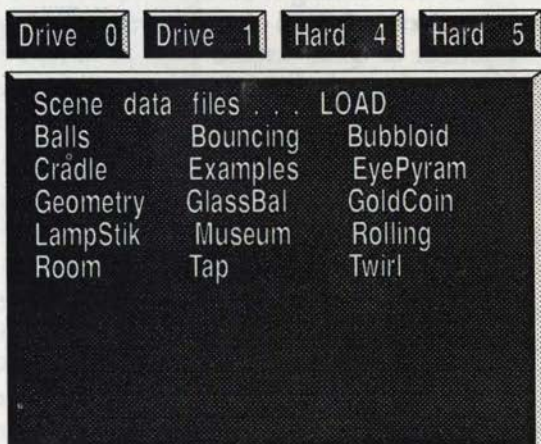 Drive 0 Drive 1 Hard 4 Hard 5
Scene data files . . . LOAD
Balls Bouncing Bubbloid
Cradle Examples EyePyram
Geometry GlassBal GoldCoin
LampStik Museum Rolling
Room Tap Twirl